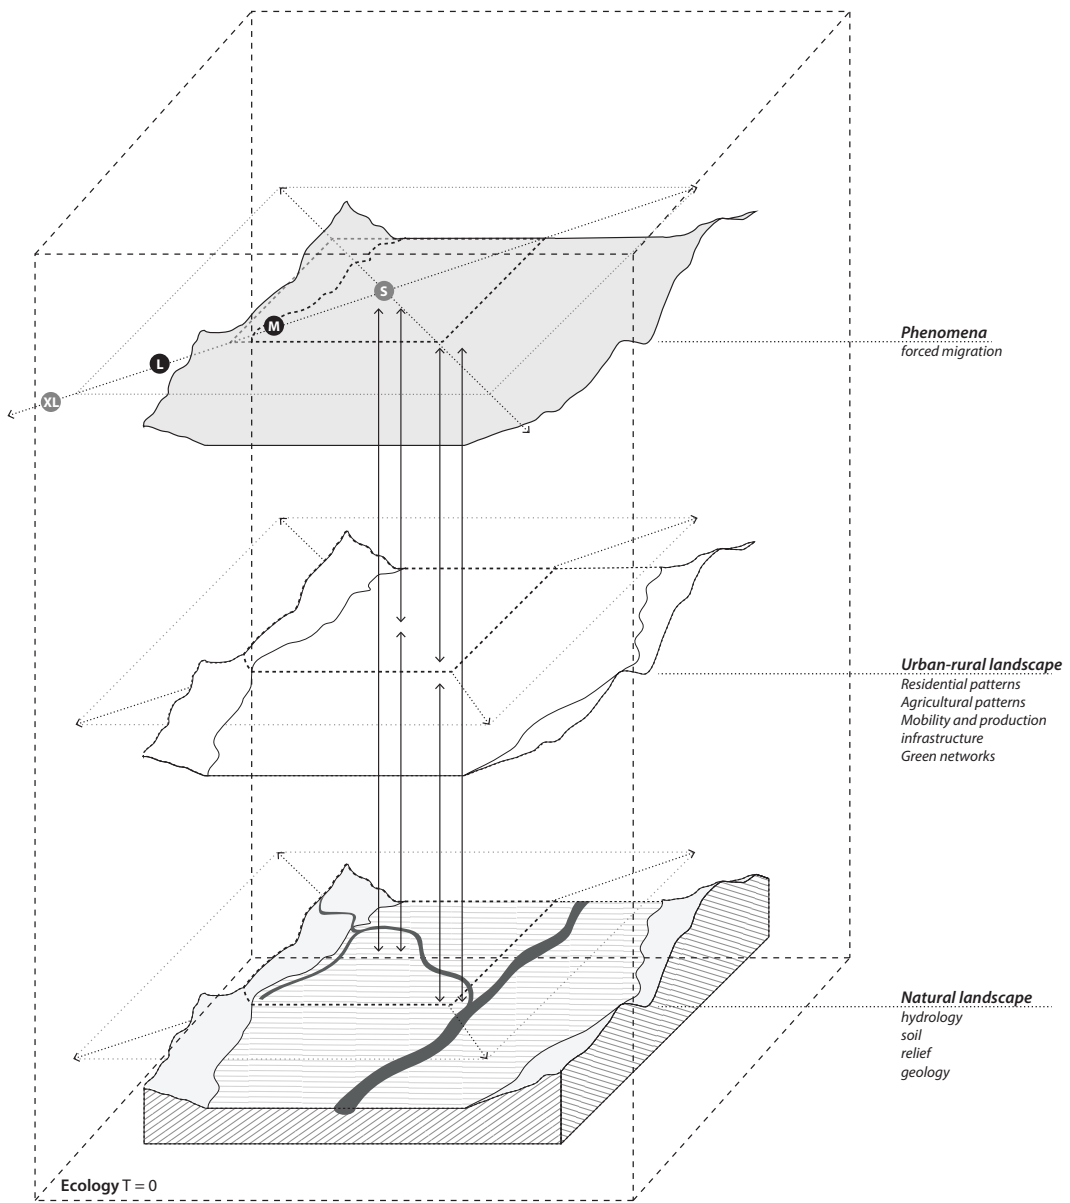 S
M
L
XL
Phenomena
forced migration
Urban-rural landscape
Residential patterns
Agricultural patterns
Mobility and production
infrastructure
Green networks
Natural landscape
hydrology
soil
relief
geology
Ecology T = 0